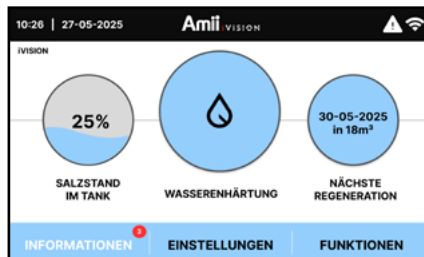 10:26 | 27-05-2025
Amii iVISION
iVISION
25%
30-05-2025
in 18m³
SALZSTAND
IM TANK
WASSERENHÄRTUNG
NÄCHSTE
REGENERATION
3
INFORMATIONEN
EINSTELLUNGEN
FUNKTIONEN